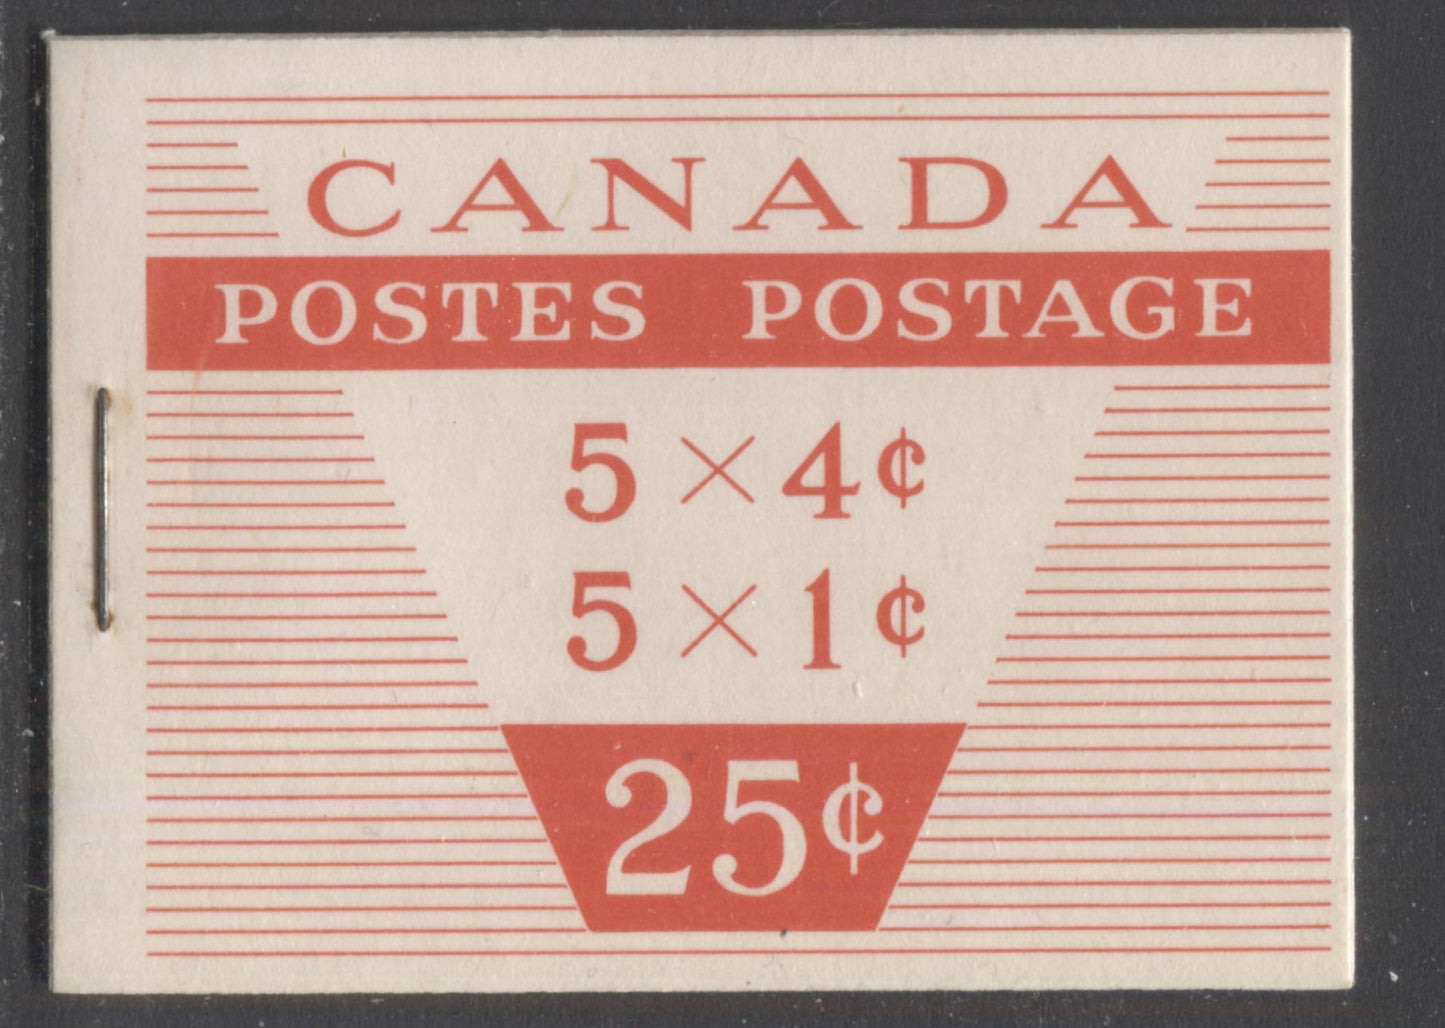 CANADA
POSTES POSTAGE
5 × 4¢
5 × 1¢
25¢